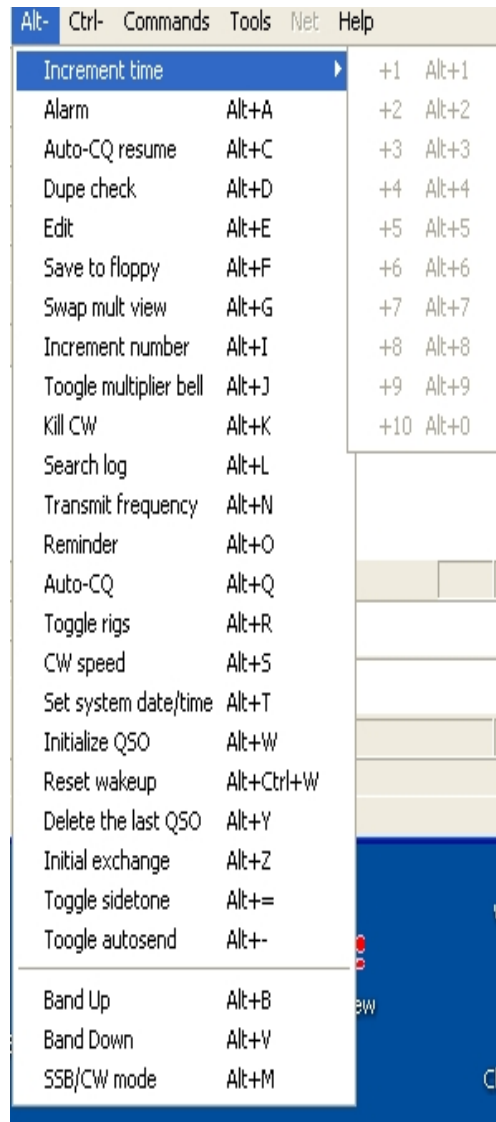 Alt- Ctrl- Commands Tools Net Help
Increment time
Alarm Alt+A
Auto-CQ resume Alt+C
Dupe check Alt+D
Edit Alt+E
Save to floppy Alt+F
Swap mult view Alt+G
Increment number Alt+I
Toogle multiplier bell Alt+J
Kill CW Alt+K
Search log Alt+L
Transmit frequency Alt+N
Reminder Alt+O
Auto-CQ Alt+Q
Toggle rigs Alt+R
CW speed Alt+S
Set system date/time Alt+T
Initialize QSO Alt+W
Reset wakeup Alt+Ctrl+W
Delete the last QSO Alt+Y
Initial exchange Alt+Z
Toggle sidetone Alt+=
Toogle autosend Alt+-
Band Up Alt+B
Band Down Alt+V
SSB/CW mode Alt+M
+1 Alt+1
+2 Alt+2
+3 Alt+3
+4 Alt+4
+5 Alt+5
+6 Alt+6
+7 Alt+7
+8 Alt+8
+9 Alt+9
+10 Alt+0